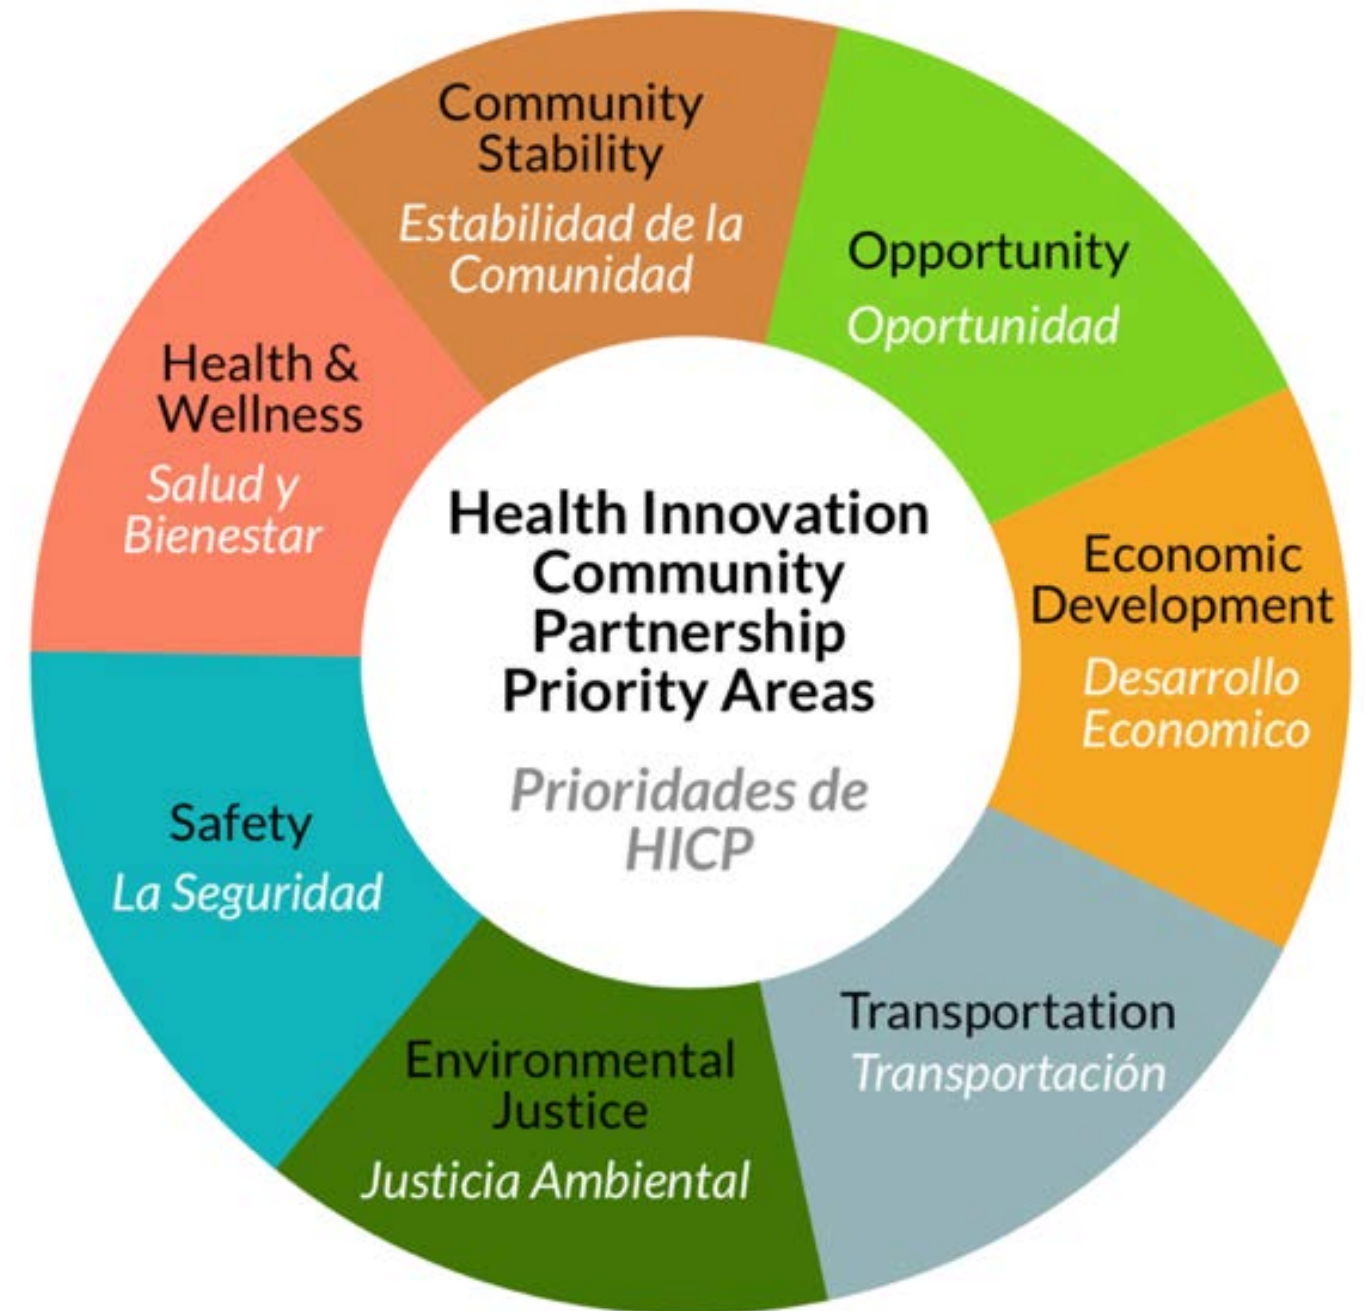 Community
Stability
Estabilidad de la
Comunidad
Opportunity
Oportunidad
Economic
Development
Desarrollo
Economico
Transportation
Transportación
Environmental
Justice
Justicia Ambiental
Safety
La Seguridad
Health &
Wellness
Salud y
Bienestar
Health Innovation
Community
Partnership
Priority Areas
Prioridades de
HICP